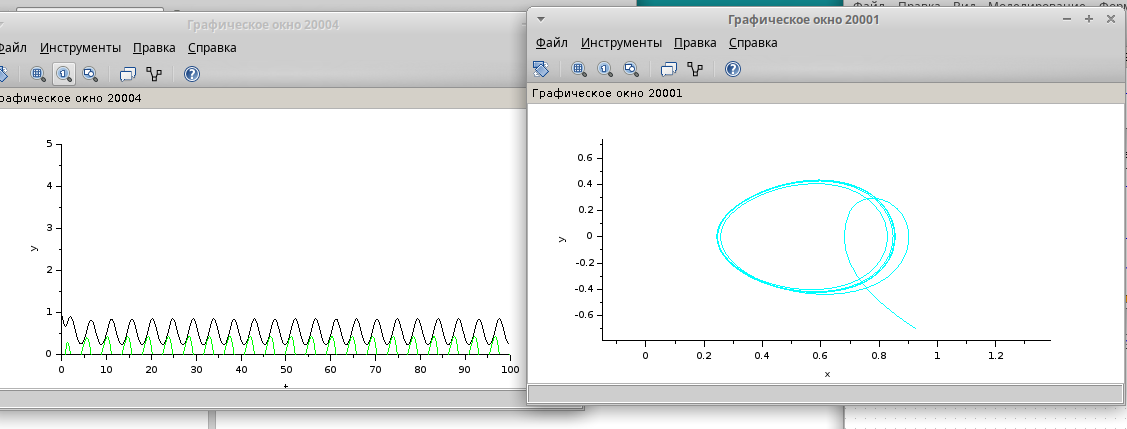 Файл Правка Вид Моделирование
Графическое окно 20004
Инструменты Правка Справка
рафическое окно 20004
5
4
3
2
1
0
y
0 10 20 30 40 50 60 70 80 90 100
t
Графическое окно 20001
Файл Инструменты Правка Справка
Графическое окно 20001
0.6
0.4
0.2
0
-0.2
-0.4
-0.6
y
0 0.2 0.4 0.6 0.8 1 1.2
x